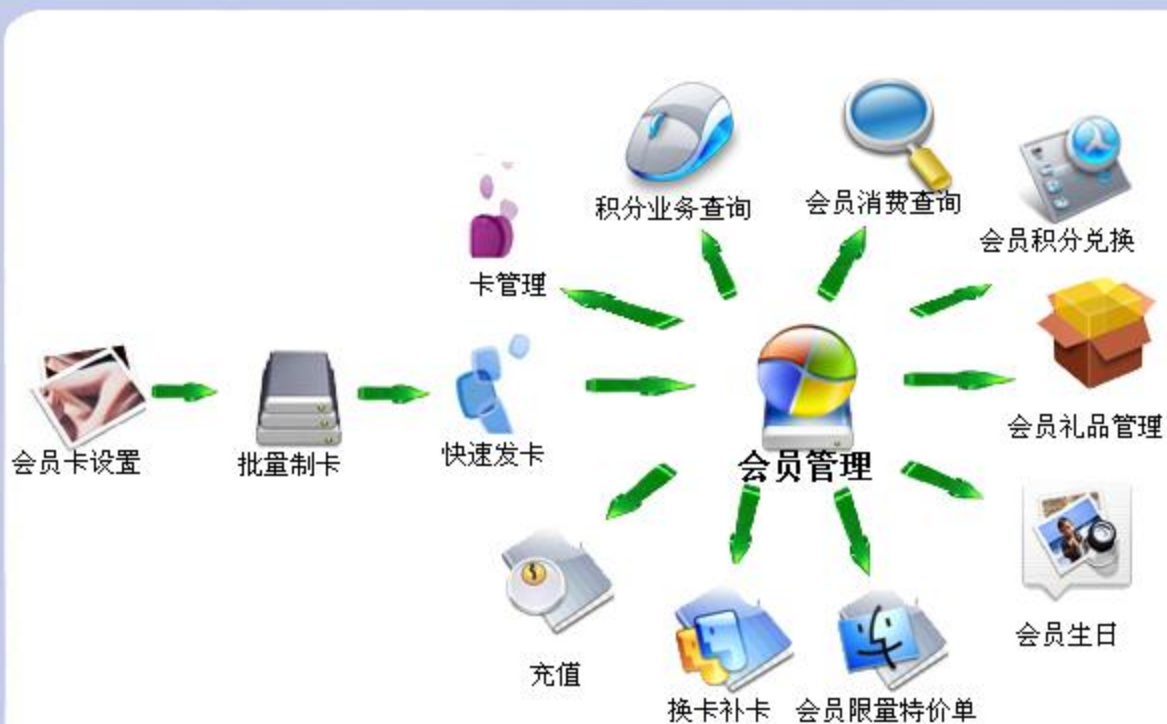 积分业务查询
会员消费查询
会员积分兑换
卡管理
会员卡设置
批量制卡
快速发卡
会员管理
会员礼品管理
充值
换卡补卡
会员限量特价单
会员生日